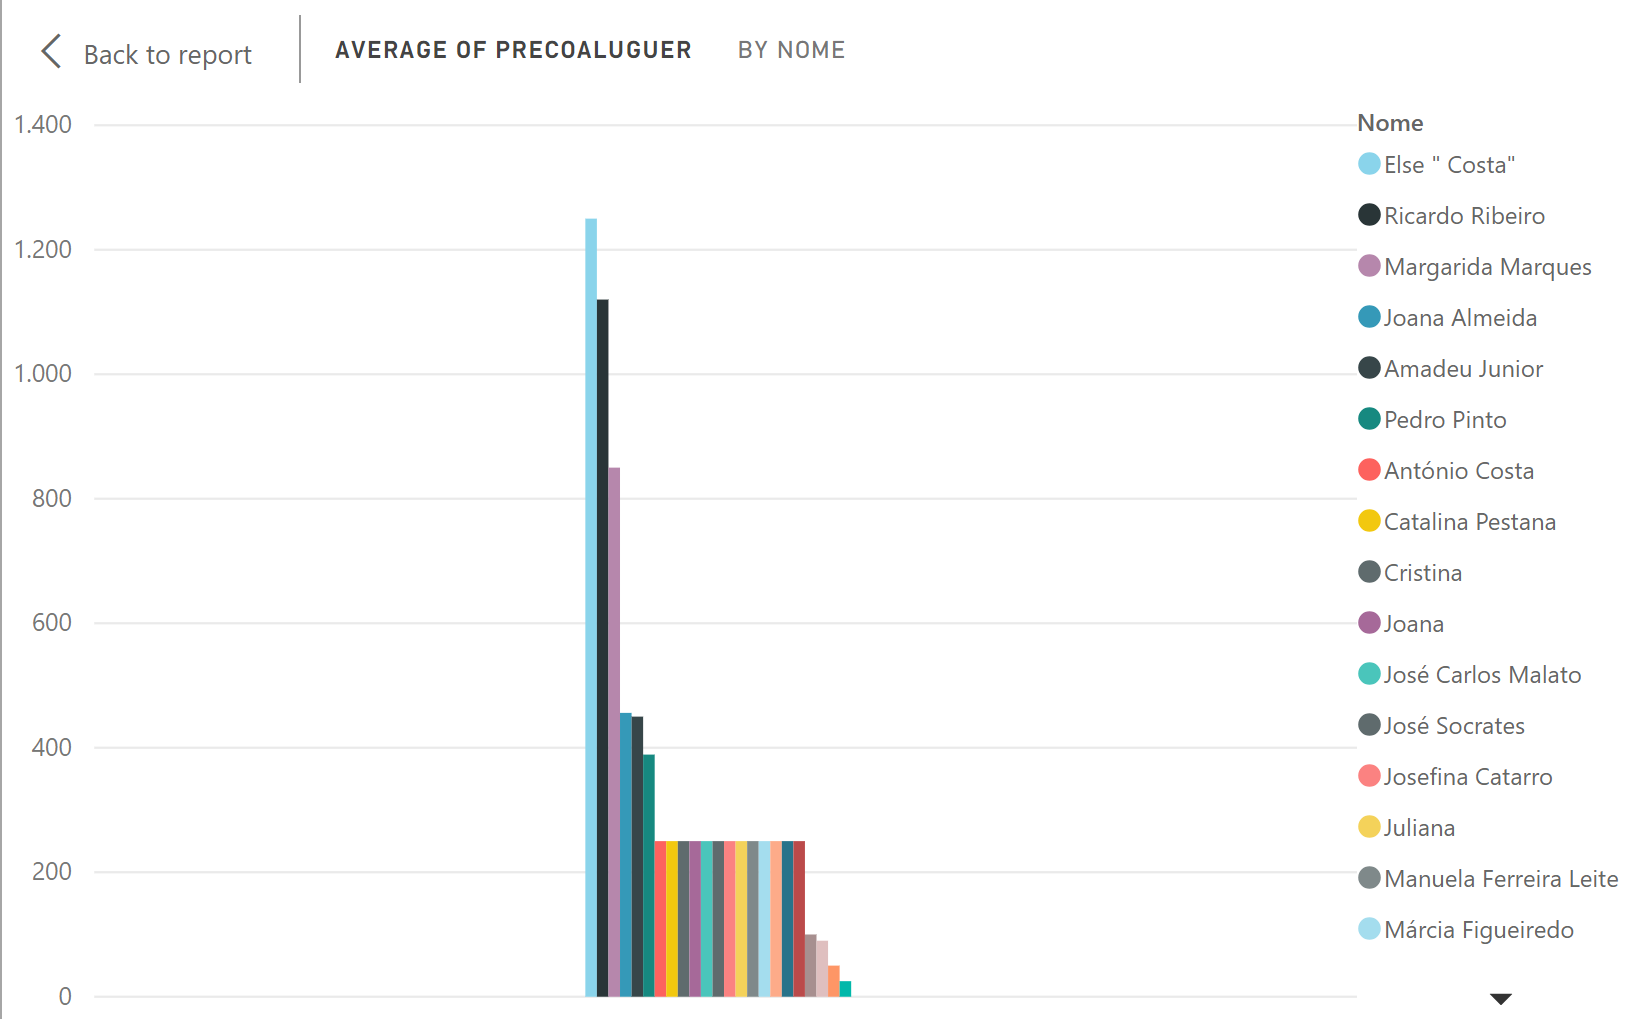 Back to report
AVERAGE OF PRECOALUGUER BY NOME
1.400
1.200
1.000
800
600
400
200
0
Nome
Else " Costa"
Ricardo Ribeiro
Margarida Marques
Joana Almeida
Amadeu Junior
Pedro Pinto
António Costa
Catalina Pestana
Cristina
Joana
José Carlos Malato
José Socrates
Josefina Catarro
Juliana
Manuela Ferreira Leite
Márcia Figueiredo